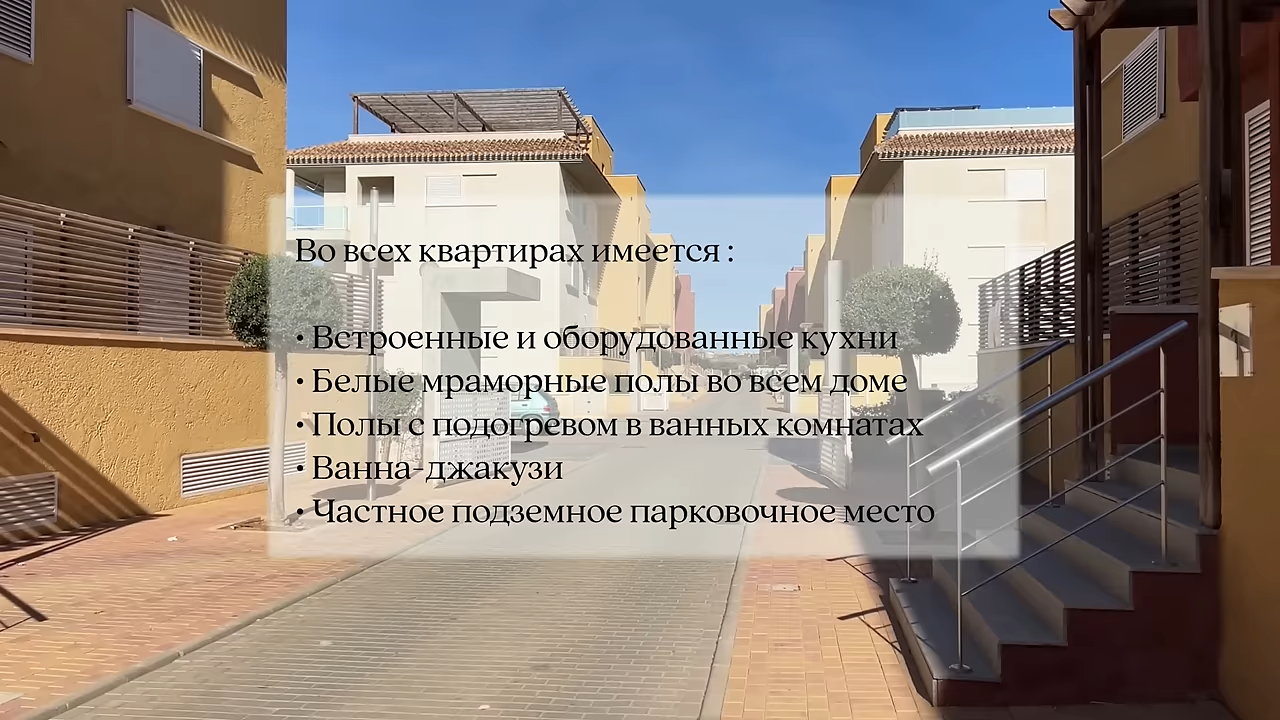 Во всех квартирах имеется :
• Встроенные и оборудованные кухни
• Белые мраморные полы во всем доме
• Полы с подогревом в ванных комнатах
• Ванна-джакузи
• Частное подземное парковочное место